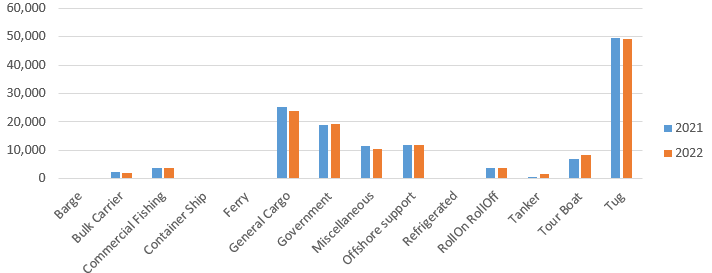 60,000
50,000
40,000
30,000
20,000
10,000
0
Barge
Bulk Carrier
Commercial Fishing
Container Ship
Ferry
General Cargo
Government
Miscellaneous
Offshore support
Refrigerated
RollOn RollOff
Tanker
Tour Boat
Tug
2021
2022